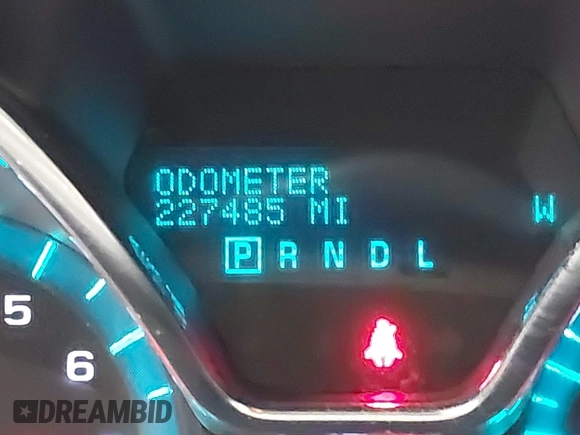 ODOMETER
227485 MI
W
P R N D L
5
6
DREAMBID